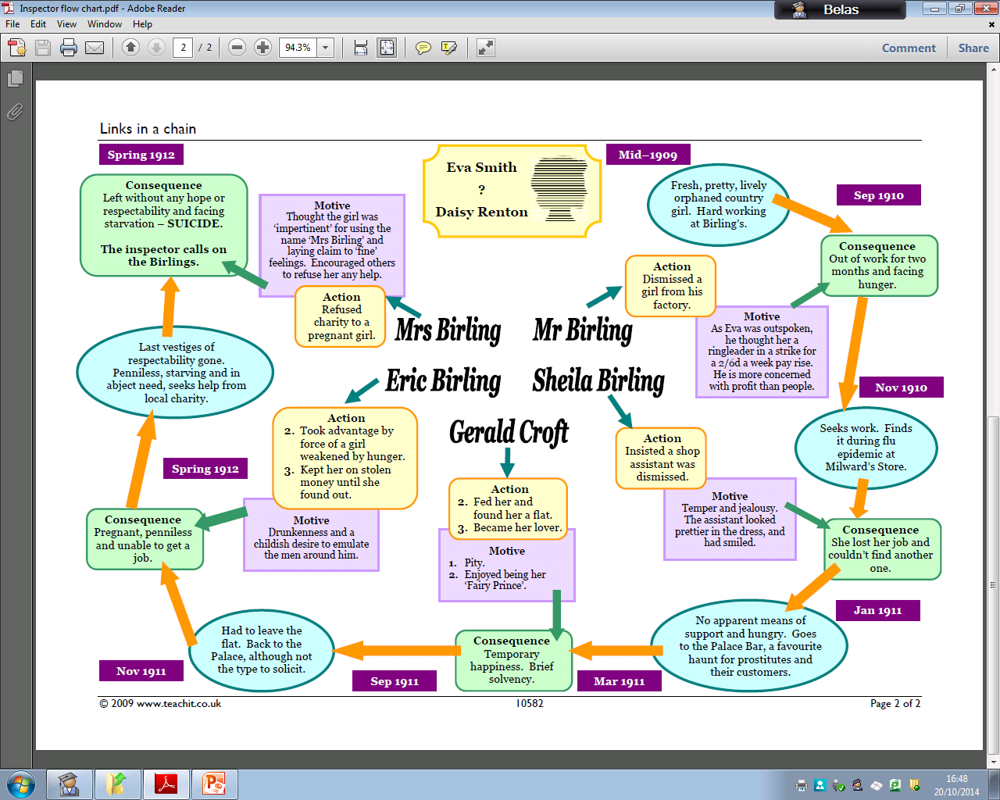 Inspector flow chart.pdf - Adobe Reader
Belas
File Edit View Window Help
2 / 2
94.3%
Comment
Share
Links in a chain
Spring 1912
Consequence
Left without any hope or
respectability and facing
starvation – SUICIDE.
The inspector calls on
the Birlings.
Motive
Thought the girl was
‘impertinent’ for using the
name ‘Mrs Birling’ and
laying claim to ‘fine’
feelings. Encouraged others
to refuse her any help.
Action
Refused
charity to a
pregnant girl.
Eva Smith
?
Daisy Renton
Mid–1909
Fresh, pretty, lively
orphaned country
girl. Hard working
at Birling’s.
Sep 1910
Consequence
Out of work for two
months and facing
hunger.
Action
Dismissed a
girl from his
factory.
Motive
As Eva was outspoken,
he thought her a
ringleader in a strike for
a 2/6d a week pay rise.
He is more concerned
with profit than people.
Mrs Birling
Mr Birling
Eric Birling
Sheila Birling
Gerald Croft
Nov 1910
Seeks work. Finds
it during flu
epidemic at
Milward’s Store.
Action
Insisted a shop
assistant was
dismissed.
Motive
Temper and jealousy.
The assistant looked
prettier in the dress, and
had smiled.
Consequence
She lost her job and
couldn’t find another
one.
Jan 1911
No apparent means of
support and hungry. Goes
to the Palace Bar, a favourite
haunt for prostitutes and
their customers.
Mar 1911
Action
2. Fed her and
found her a flat.
3. Became her lover.
Motive
1. Pity.
2. Enjoyed being her
‘Fairy Prince’.
Consequence
Temporary
happiness. Brief
solvency.
Sep 1911
Had to leave the
flat. Back to the
Palace, although not
the type to solicit.
Nov 1911
Action
2. Took advantage by
force of a girl
weakened by hunger.
3. Kept her on stolen
money until she
found out.
Motive
Drunkenness and a
childish desire to emulate
the men around him.
Consequence
Pregnant, penniless
and unable to get a
job.
Spring 1912
Last vestiges of
respectability gone.
Penniless, starving and in
abject need, seeks help from
local charity.
© 2009 www.teachit.co.uk
10582
Page 2 of 2
16:48
20/10/2014